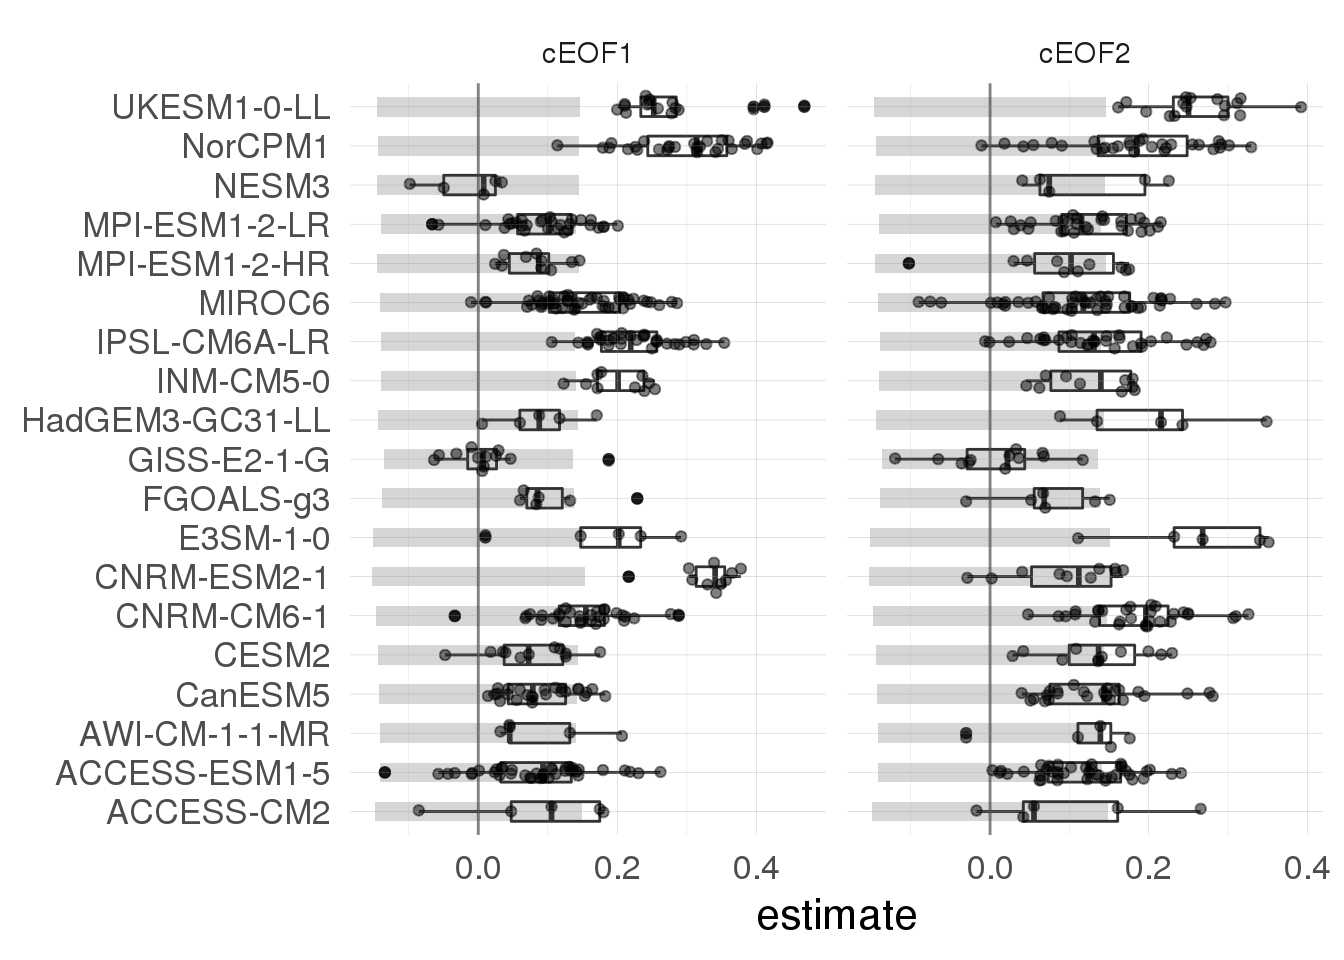 cEOF1 cEOF2
UKESM1-0-LL
NorCPM1
NESM3
MPI-ESM1-2-LR
MPI-ESM1-2-HR
MIROC6
IPSL-CM6A-LR
INM-CM5-0
HadGEM3-GC31-LL
GISS-E2-1-G
FGOALS-g3
E3SM-1-0
CNRM-ESM2-1
CNRM-CM6-1
CESM2
CanESM5
AWI-CM-1-1-MR
ACCESS-ESM1-5
ACCESS-CM2
0.0 0.2 0.4 0.0 0.2 0.4
estimate